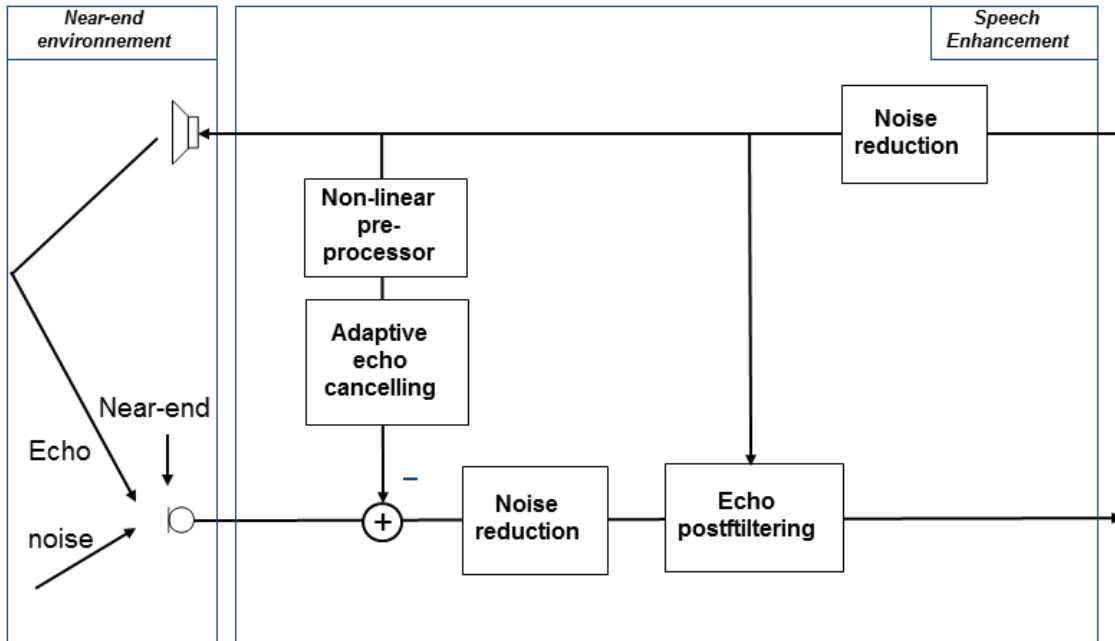 Near-end
environnement
Speech
Enhancement
Noise
reduction
Non-linear
pre-
processor
Adaptive
echo
cancelling
Near-end
Echo
noise
–
+
Noise
reduction
Echo
postftiltering